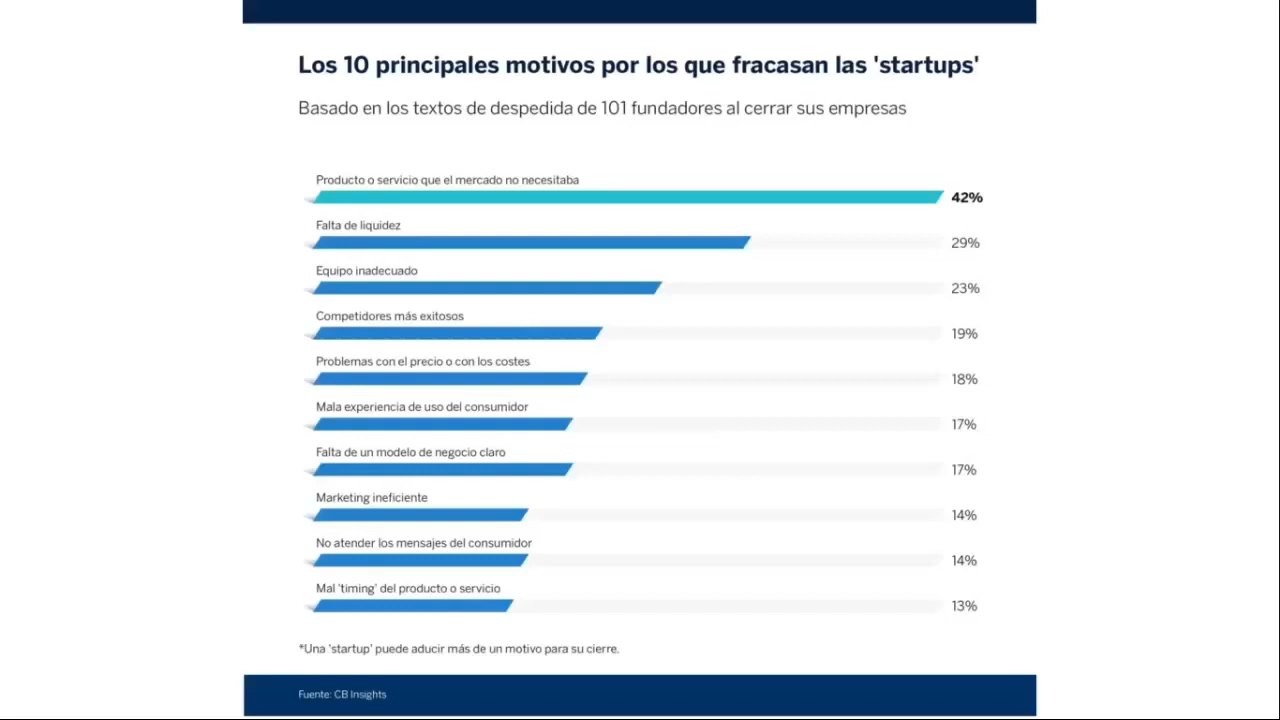 Los 10 principales motivos por los que fracasan las 'startups'
Basado en los textos de despedida de 101 fundadores al cerrar sus empresas
Producto o servicio que el mercado no necesitaba
42%
Falta de liquidez
29%
Equipo inadecuado
23%
Competidores más exitosos
19%
Problemas con el precio o con los costes
18%
Mala experiencia de uso del consumidor
17%
Falta de un modelo de negocio claro
17%
Marketing ineficiente
14%
No atender los mensajes del consumidor
14%
Mal 'timing' del producto o servicio
13%
*Una 'startup' puede aducir más de un motivo para su cierre.
Fuente: CB Insights